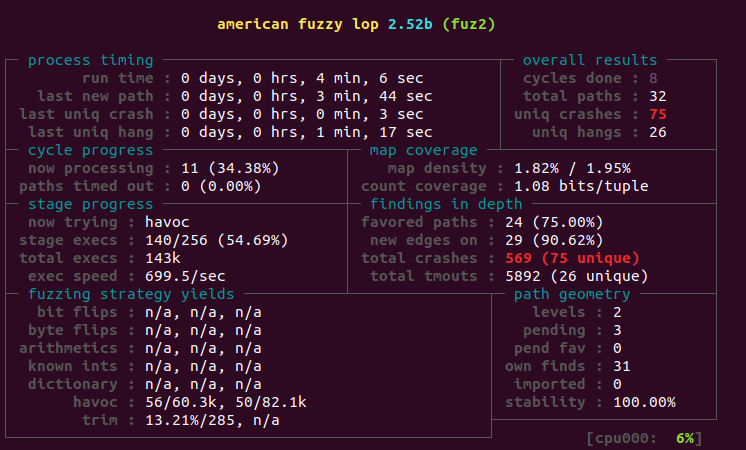 american fuzzy lop 2.52b (fuz2)
process timing
run time : 0 days, 0 hrs, 4 min, 6 sec
last new path : 0 days, 0 hrs, 3 min, 44 sec
last uniq crash : 0 days, 0 hrs, 0 min, 3 sec
last uniq hang : 0 days, 0 hrs, 1 min, 17 sec
overall results
cycles done : 8
total paths : 32
uniq crashes : 75
uniq hangs : 26
cycle progress
now processing : 11 (34.38%)
paths timed out : 0 (0.00%)
map coverage
map density : 1.82% / 1.95%
count coverage : 1.08 bits/tuple
stage progress
now trying : havoc
stage execs : 140/256 (54.69%)
total execs : 143k
exec speed : 699.5/sec
findings in depth
favored paths : 24 (75.00%)
new edges on : 29 (90.62%)
total crashes : 569 (75 unique)
total tmouts : 5892 (26 unique)
fuzzing strategy yields
bit flips : n/a, n/a, n/a
byte flips : n/a, n/a, n/a
arithmetics : n/a, n/a, n/a
known ints : n/a, n/a, n/a
dictionary : n/a, n/a, n/a
havoc : 56/60.3k, 50/82.1k
trim : 13.21%/285, n/a
path geometry
levels : 2
pending : 3
pend fav : 0
own finds : 31
imported : 0
stability : 100.00%
[cpu000: 6%]